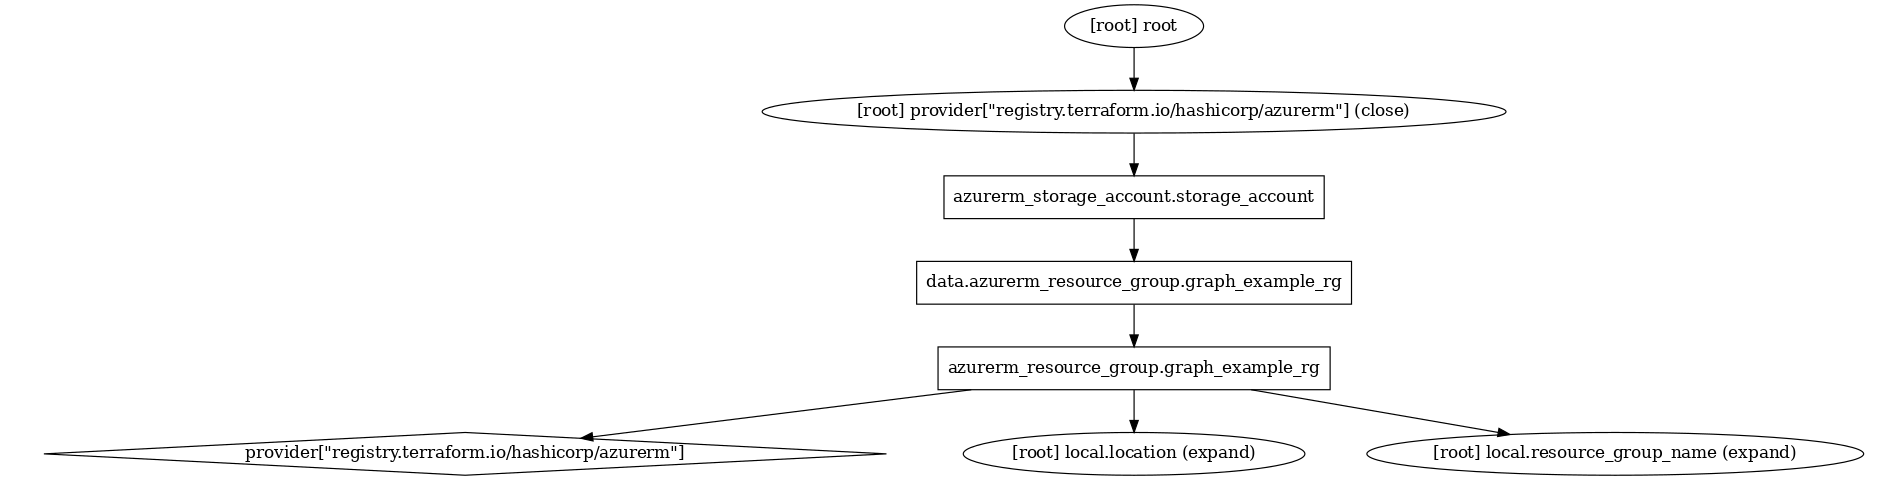 [root] root
[root] provider[\"registry.terraform.io/hashicorp/azurerm\"] (close)
azurerm_storage_account.storage_account
data.azurerm_resource_group.graph_example_rg
azurerm_resource_group.graph_example_rg
provider[\"registry.terraform.io/hashicorp/azurerm\"]
[root] local.location (expand)
[root] local.resource_group_name (expand)